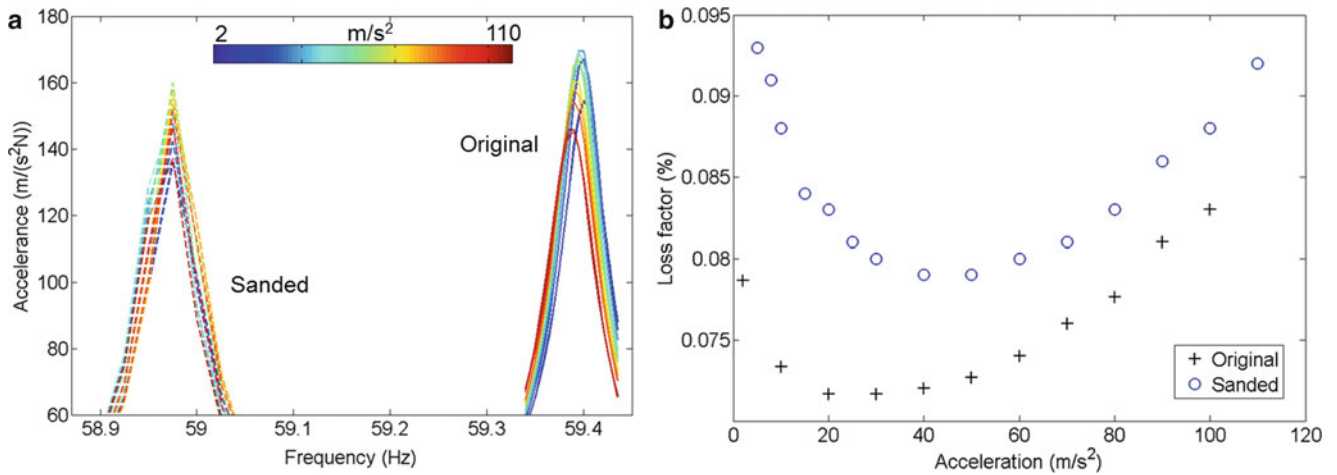 a
180
160
140
120
100
80
60
Accelerance (m/(s²N))
2 m/s² 110
Original
Sanded
58.9 59 59.1 59.2 59.3 59.4
Frequency (Hz)
b
0.095
0.09
0.085
0.08
0.075
Loss factor (%)
Original
Sanded
0 20 40 60 80 100 120
Acceleration (m/s²)